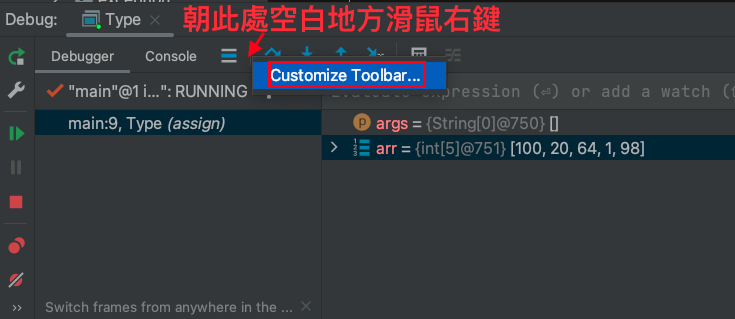 Debug:
Type
朝此處空白地方滑鼠右鍵
Debugger
Console
Customize Toolbar...
"main"@1 i...": RUNNING
expression (⏎) or add a watch
main:9, Type (assign)
args = {String[0]@750} []
arr = {int[5]@751} [100, 20, 64, 1, 98]
Switch frames from anywhere in the ...